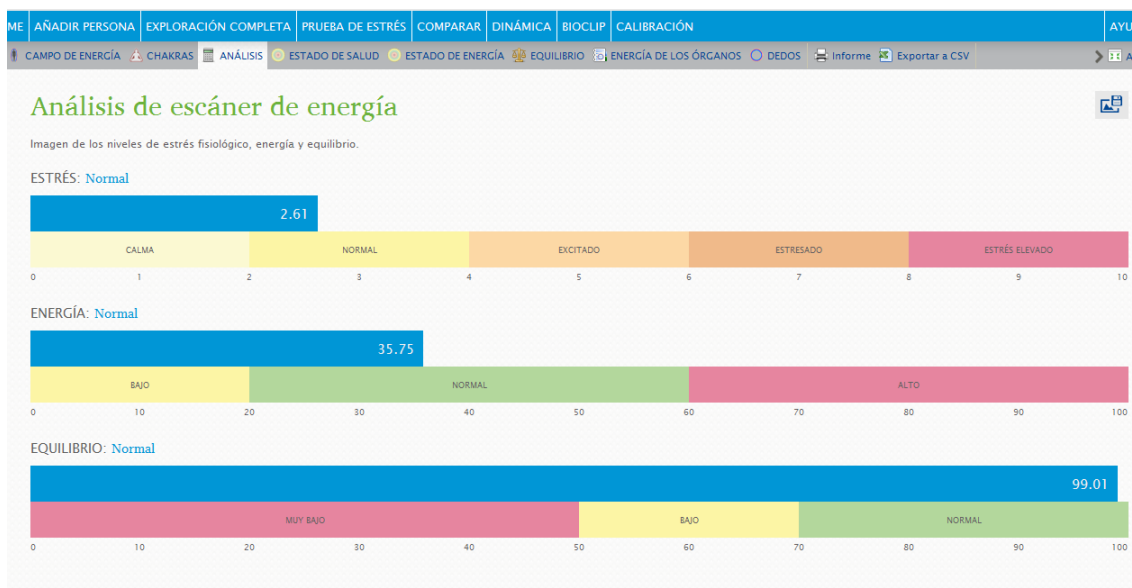 ME AÑADIR PERSONA EXPLORACIÓN COMPLETA PRUEBA DE ESTRÉS COMPARAR DINÁMICA BIOCLIP CALIBRACIÓN AYU
CAMPO DE ENERGÍA CHAKRAS ANÁLISIS ESTADO DE SALUD ESTADO DE ENERGÍA EQUILIBRIO ENERGÍA DE LOS ÓRGANOS DEDOS Informe Exportar a CSV A
Análisis de escáner de energía
Imagen de los niveles de estrés fisiológico, energía y equilibrio.
ESTRÉS: Normal
2.61
CALMA NORMAL EXCITADO ESTRESADO ESTRÉS ELEVADO
0 1 2 3 4 5 6 7 8 9 10
ENERGÍA: Normal
35.75
BAJO NORMAL ALTO
0 10 20 30 40 50 60 70 80 90 100
EQUILIBRIO: Normal
99.01
MUY BAJO BAJO NORMAL
0 10 20 30 40 50 60 70 80 90 100